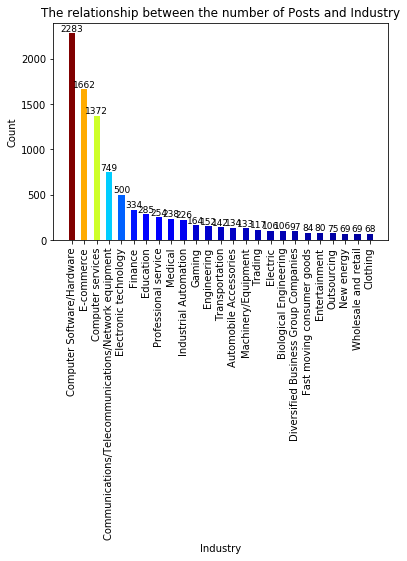 The relationship between the number of Posts and Industry
Count
2000
1500
1000
500
0
2283
1662
1372
749
500
334
285
254
238
226
164
152
142
134
133
117
106
106
97
84
80
75
69
69
68
Computer Software/Hardware
E-commerce
Computer services
Communications/Telecommunications/Network equipment
Electronic technology
Finance
Education
Professional service
Medical
Industrial Automation
Gaming
Engineering
Transportation
Automobile Accessories
Machinery/Equipment
Trading
Electric
Biological Engineering
Diversified Business Group Companies
Fast moving consumer goods
Entertainment
Outsourcing
New energy
Wholesale and retail
Clothing
Industry